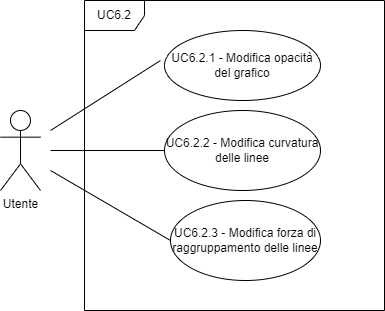 UC6.2
UC6.2.1 - Modifica opacità
del grafico
UC6.2.2 - Modifica curvatura
delle linee
Utente
UC6.2.3 - Modifica forza di
raggruppamento delle linee